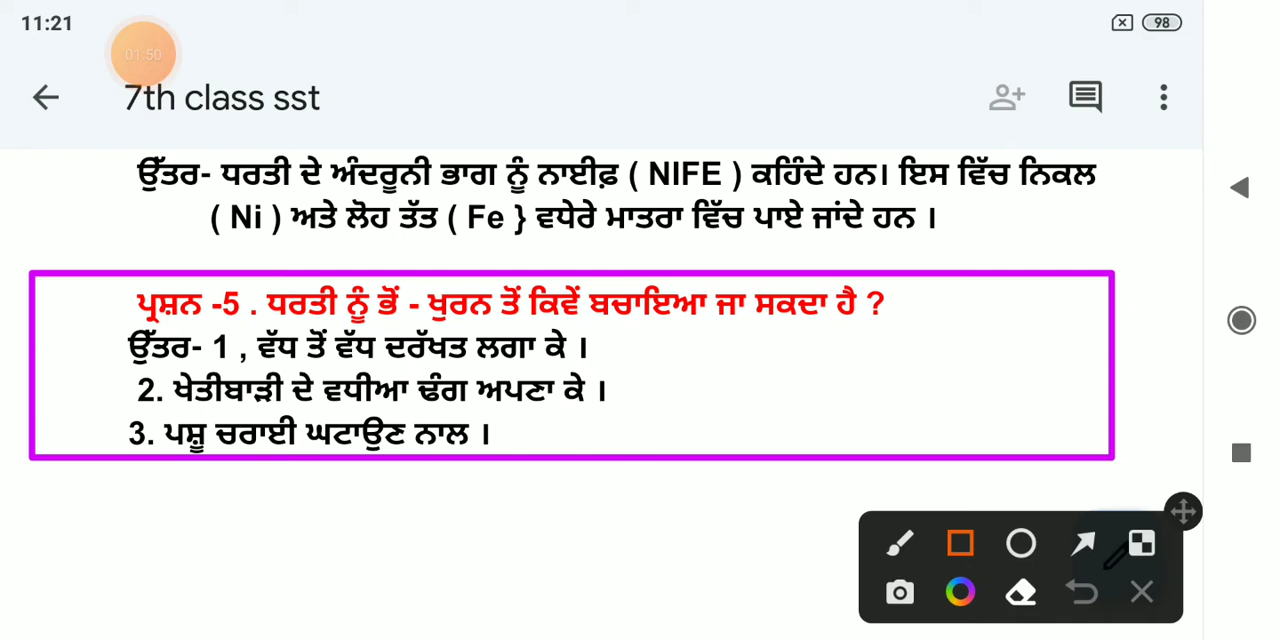 11:21
98
01:50
7th class sst
ਉੱਤਰ- ਧਰਤੀ ਦੇ ਅੰਦਰੂਨੀ ਭਾਗ ਨੂੰ ਨਾਈਫ਼ ( NIFE ) ਕਹਿੰਦੇ ਹਨ। ਇਸ ਵਿੱਚ ਨਿਕਲ
( Ni ) ਅਤੇ ਲੋਹ ਤੱਤ ( Fe } ਵਧੇਰੇ ਮਾਤਰਾ ਵਿੱਚ ਪਾਏ ਜਾਂਦੇ ਹਨ ।
ਪ੍ਰਸ਼ਨ -5 . ਧਰਤੀ ਨੂੰ ਭੋਂ - ਖੁਰਨ ਤੋਂ ਕਿਵੇਂ ਬਚਾਇਆ ਜਾ ਸਕਦਾ ਹੈ ?
ਉੱਤਰ- 1 , ਵੱਧ ਤੋਂ ਵੱਧ ਦਰੱਖਤ ਲਗਾ ਕੇ ।
2. ਖੇਤੀਬਾੜੀ ਦੇ ਵਧੀਆ ਢੰਗ ਅਪਣਾ ਕੇ ।
3. ਪਸ਼ੂ ਚਰਾਈ ਘਟਾਉਣ ਨਾਲ ।